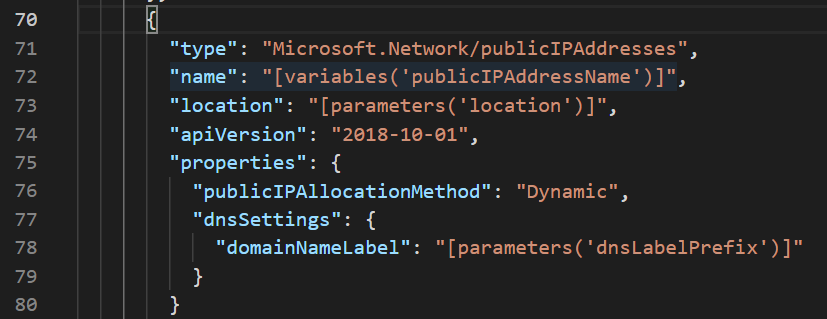 70 {
71 "type": "Microsoft.Network/publicIPAddresses",
72 "name": "[variables('publicIPAddressName')]",
73 "location": "[parameters('location')]",
74 "apiVersion": "2018-10-01",
75 "properties": {
76 "publicIPAllocationMethod": "Dynamic",
77 "dnsSettings": {
78 "domainNameLabel": "[parameters('dnsLabelPrefix')]"
79 }
80 }